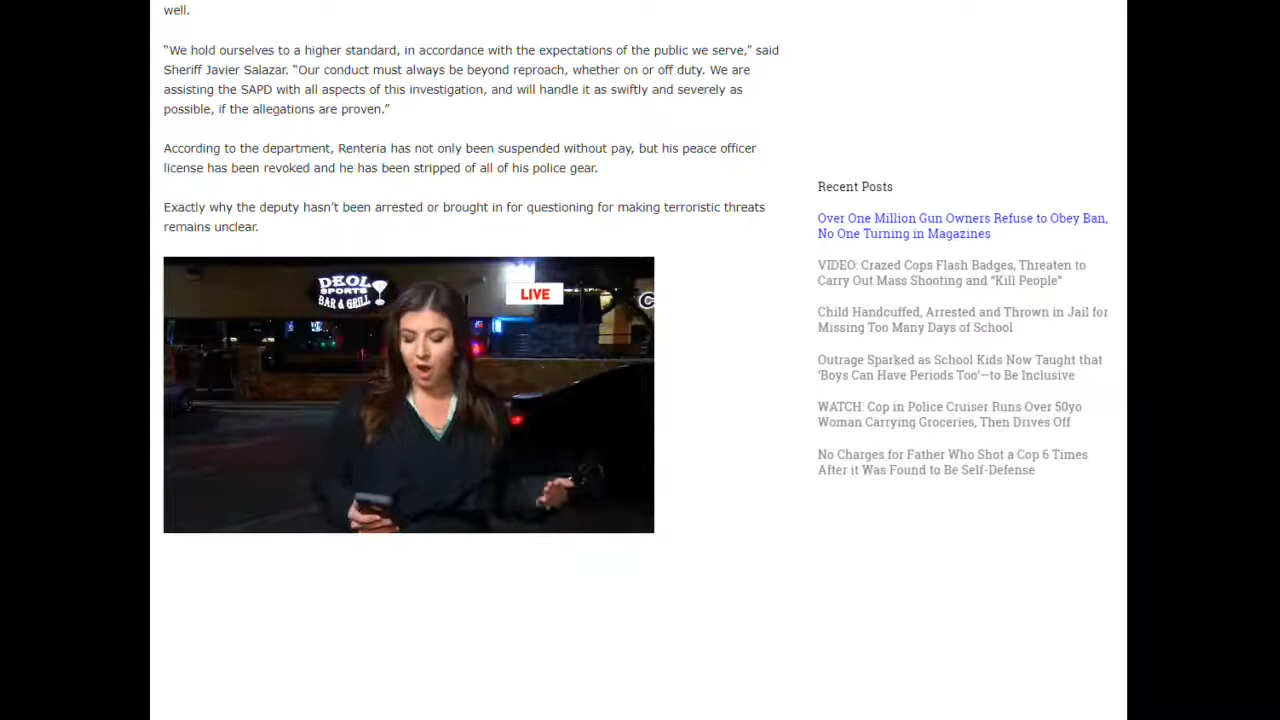 well.
“We hold ourselves to a higher standard, in accordance with the expectations of the public we serve,” said
Sheriff Javier Salazar. “Our conduct must always be beyond reproach, whether on or off duty. We are
assisting the SAPD with all aspects of this investigation, and will handle it as swiftly and severely as
possible, if the allegations are proven.”
According to the department, Renteria has not only been suspended without pay, but his peace officer
license has been revoked and he has been stripped of all of his police gear.
Exactly why the deputy hasn’t been arrested or brought in for questioning for making terroristic threats
remains unclear.
DEOL
SPORTS
BAR & GRILL
LIVE
Recent Posts
Over One Million Gun Owners Refuse to Obey Ban,
No One Turning in Magazines
VIDEO: Crazed Cops Flash Badges, Threaten to
Carry Out Mass Shooting and “Kill People”
Child Handcuffed, Arrested and Thrown in Jail for
Missing Too Many Days of School
Outrage Sparked as School Kids Now Taught that
‘Boys Can Have Periods Too’—to Be Inclusive
WATCH: Cop in Police Cruiser Runs Over 50yo
Woman Carrying Groceries, Then Drives Off
No Charges for Father Who Shot a Cop 6 Times
After it Was Found to Be Self-Defense